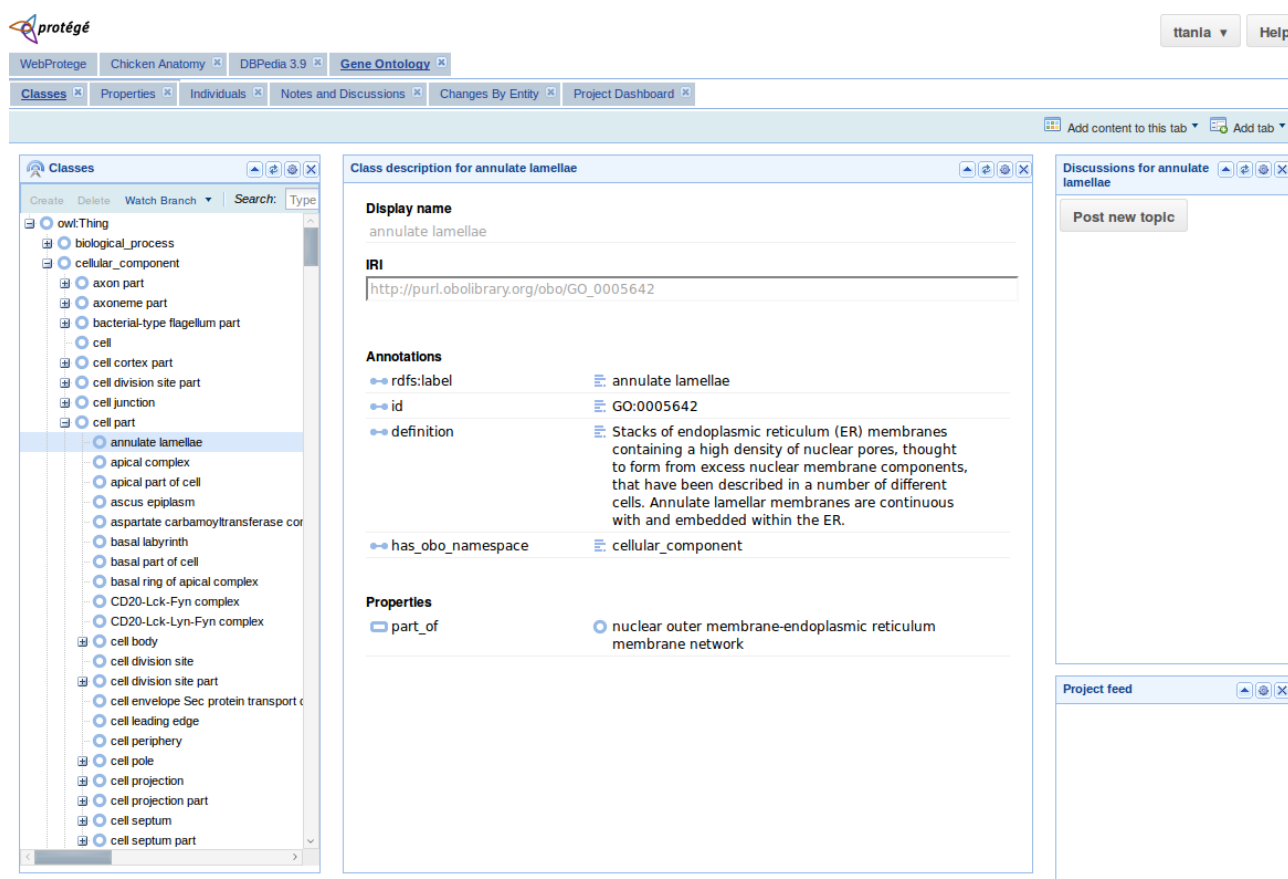 protégé
ttania
Help
WebProtege Chicken Anatomy DBPedia 3.9 Gene Ontology
Classes Properties Individuals Notes and Discussions Changes By Entity Project Dashboard
Add content to this tab Add tab
Classes
Create Delete Watch Branch Search: Type
owl:Thing
biological_process
cellular_component
axon part
axoneme part
bacterial-type flagellum part
cell
cell cortex part
cell division site part
cell junction
cell part
annulate lamellae
apical complex
apical part of cell
ascus epiplasm
aspartate carbamoyltransferase cor
basal labyrinth
basal part of cell
basal ring of apical complex
CD20-Lck-Fyn complex
CD20-Lck-Lyn-Fyn complex
cell body
cell division site
cell division site part
cell envelope Sec protein transport c
cell leading edge
cell periphery
cell pole
cell projection
cell projection part
cell septum
cell septum part
Class description for annulate lamellae
Display name
annulate lamellae
IRI
http://purl.obolibrary.org/obo/GO_0005642
Annotations
rdfs:label annulate lamellae
id GO:0005642
definition Stacks of endoplasmic reticulum (ER) membranes
containing a high density of nuclear pores, thought
to form from excess nuclear membrane components,
that have been described in a number of different
cells. Annulate lamellar membranes are continuous
with and embedded within the ER.
has_obo_namespace cellular_component
Properties
part_of nuclear outer membrane-endoplasmic reticulum
membrane network
Discussions for annulate
lamellae
Post new topic
Project feed